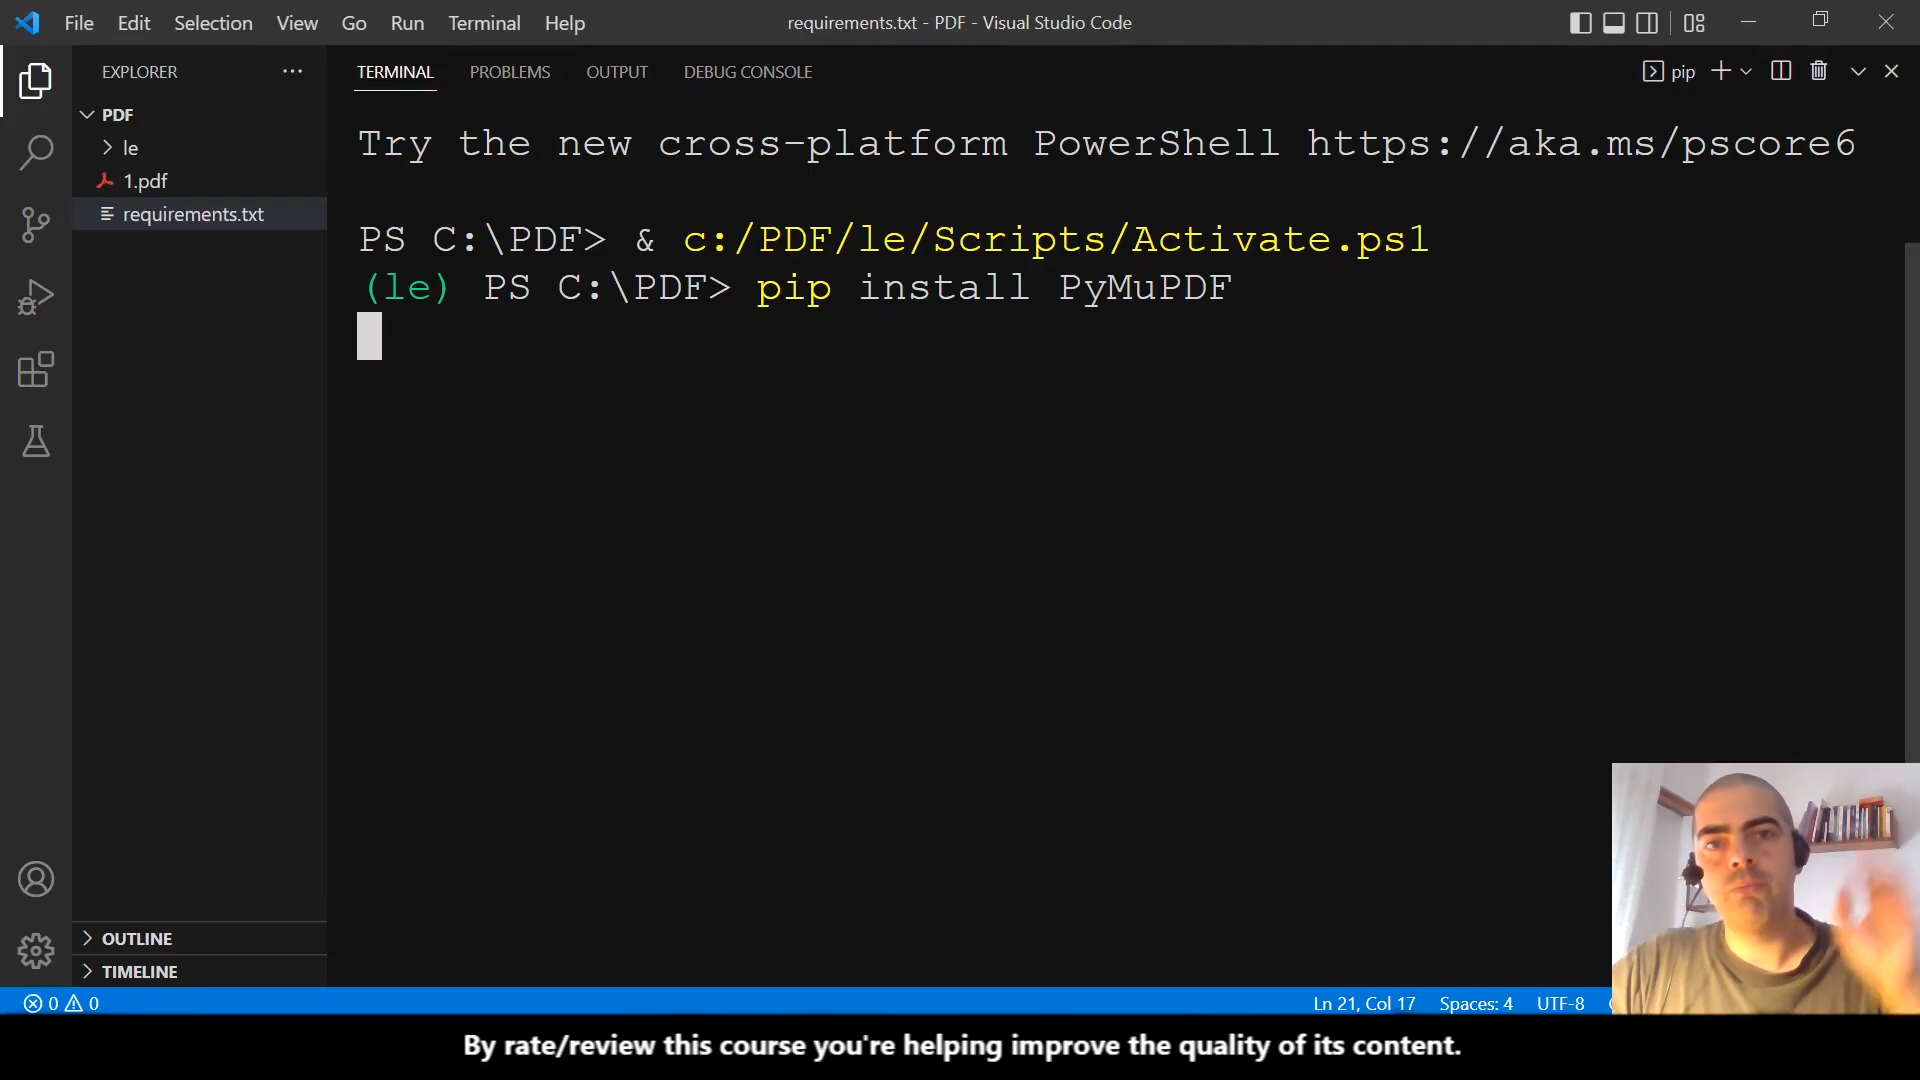 File Edit Selection View Go Run Terminal Help
requirements.txt - PDF - Visual Studio Code
EXPLORER
PDF
le
1.pdf
requirements.txt
OUTLINE
TIMELINE
TERMINAL PROBLEMS OUTPUT DEBUG CONSOLE
pip
Try the new cross-platform PowerShell https://aka.ms/pscore6
PS C:\PDF> & c:/PDF/le/Scripts/Activate.ps1
(le) PS C:\PDF> pip install PyMuPDF
0 0
Ln 21, Col 17 Spaces: 4 UTF-8
By rate/review this course you're helping improve the quality of its content.